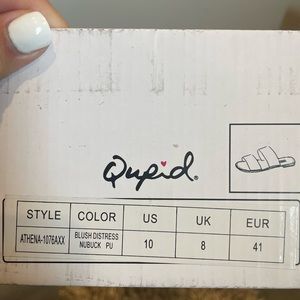 Qupid®
STYLE COLOR US UK EUR
ATHENA-1076AXX BLUSH DISTRESS NUBUCK PU 10 8 41